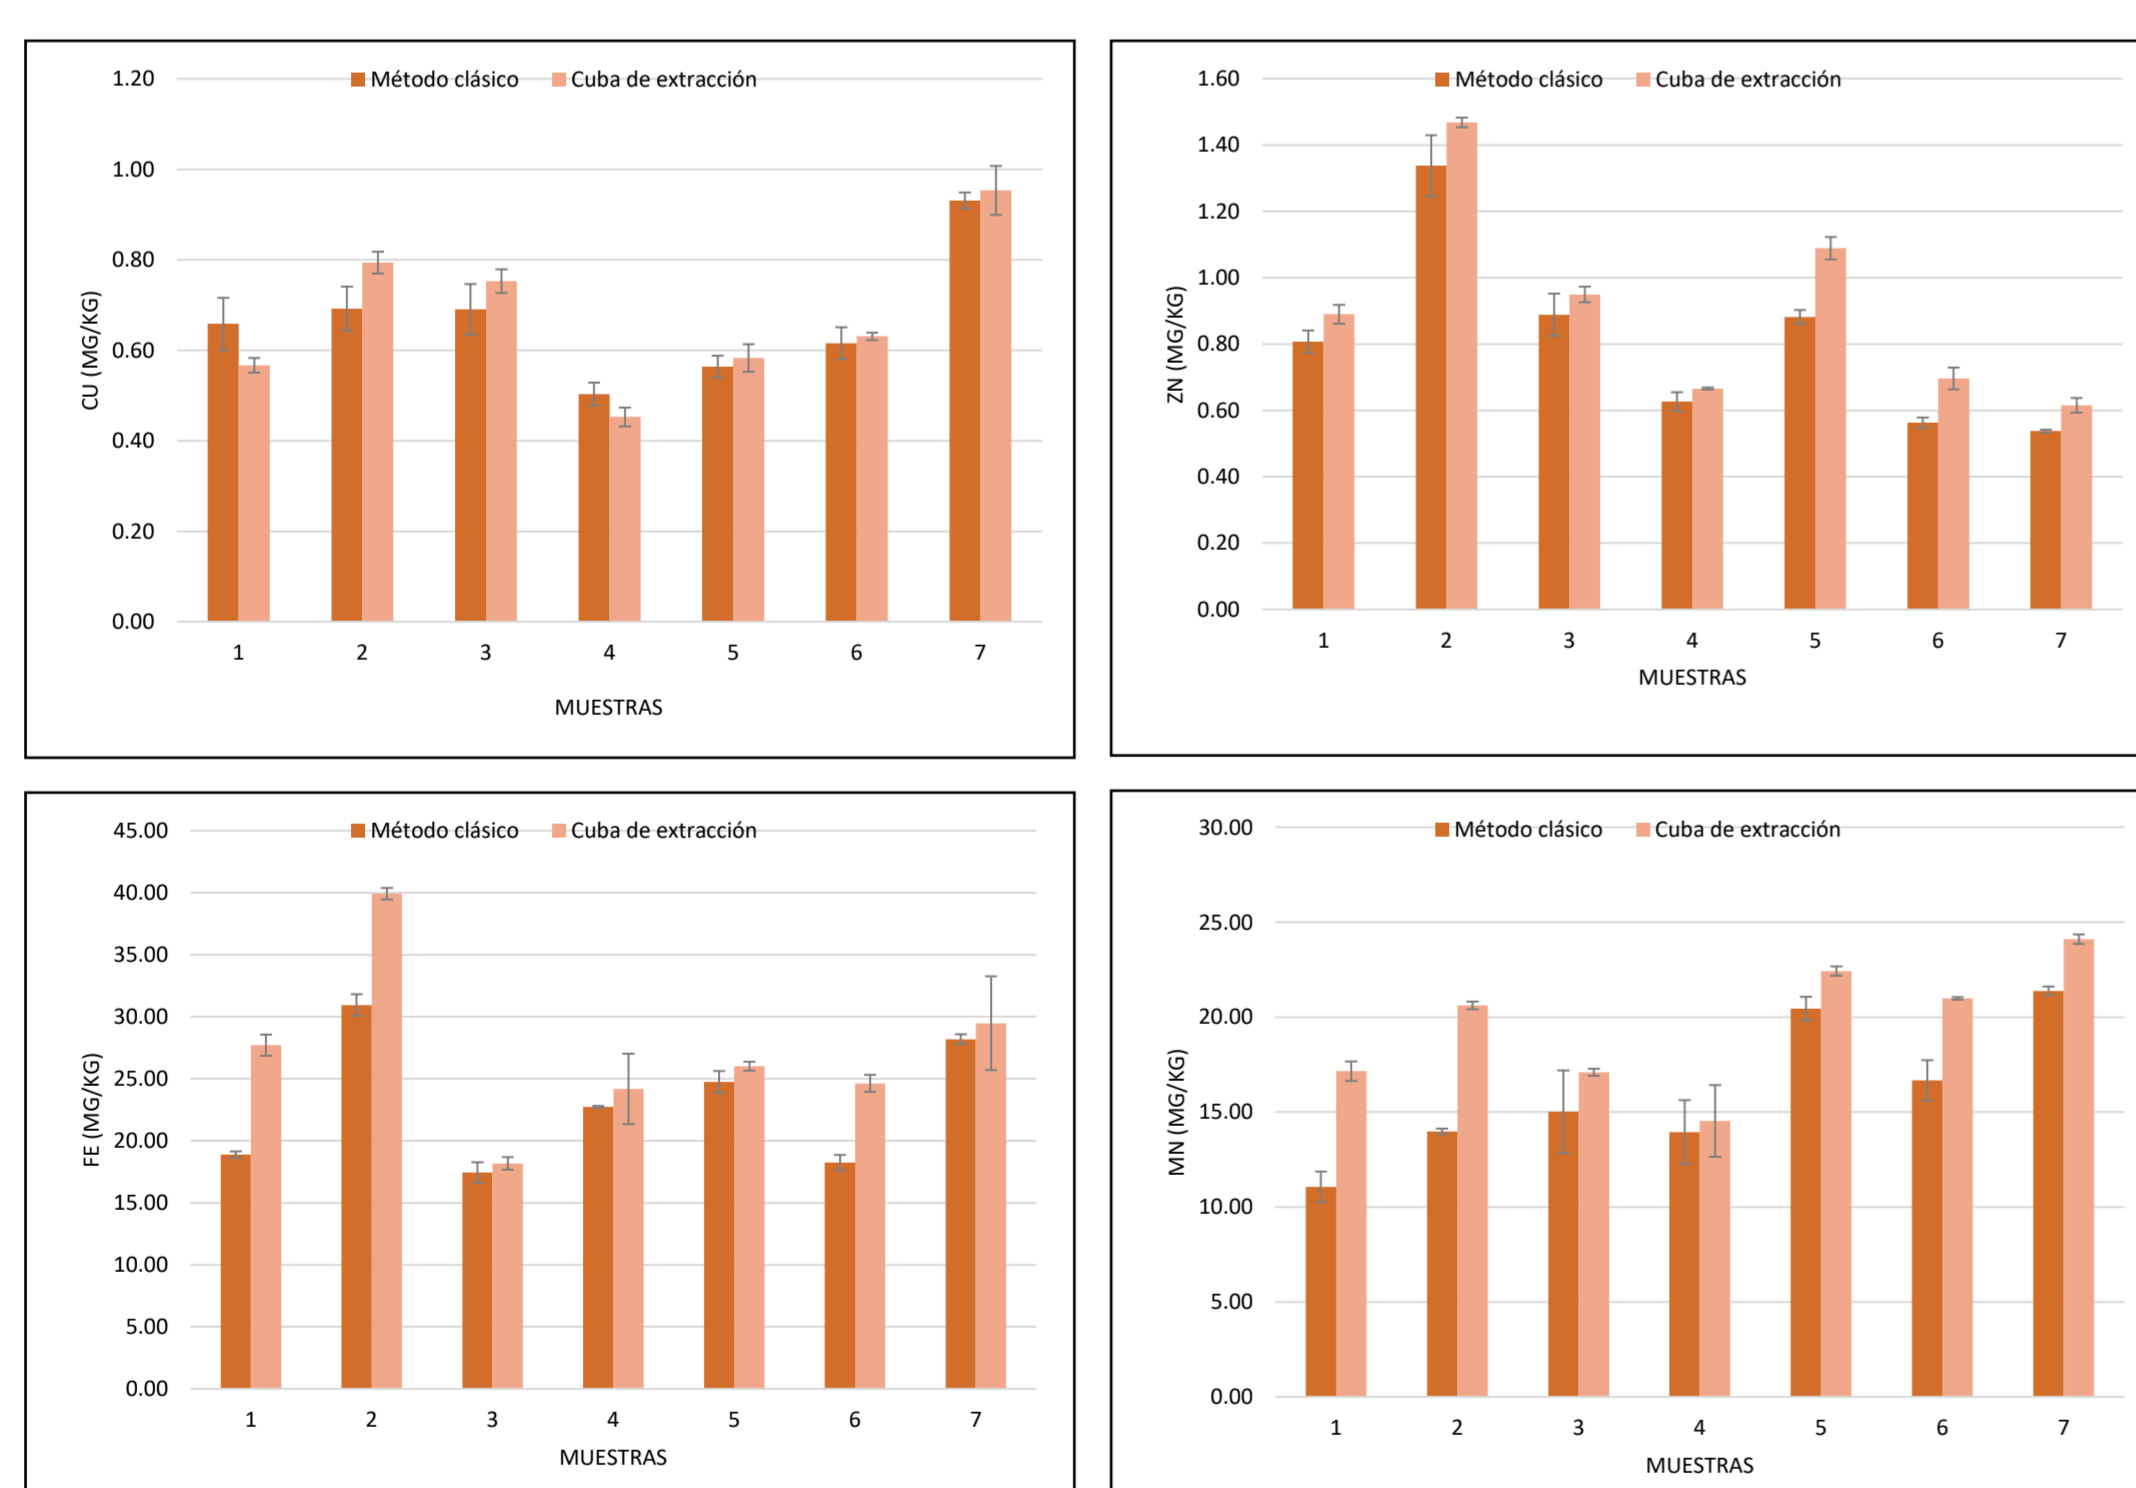 Método clásico Cuba de extracción
1.20
1.00
0.80
0.60
0.40
0.20
0.00
CU (MG/KG)
1 2 3 4 5 6 7
MUESTRAS
Método clásico Cuba de extracción
1.60
1.40
1.20
1.00
0.80
0.60
0.40
0.20
0.00
ZN (MG/KG)
1 2 3 4 5 6 7
MUESTRAS
Método clásico Cuba de extracción
45.00
40.00
35.00
30.00
25.00
20.00
15.00
10.00
5.00
0.00
FE (MG/KG)
1 2 3 4 5 6 7
MUESTRAS
Método clásico Cuba de extracción
30.00
25.00
20.00
15.00
10.00
5.00
0.00
MN (MG/KG)
1 2 3 4 5 6 7
MUESTRAS